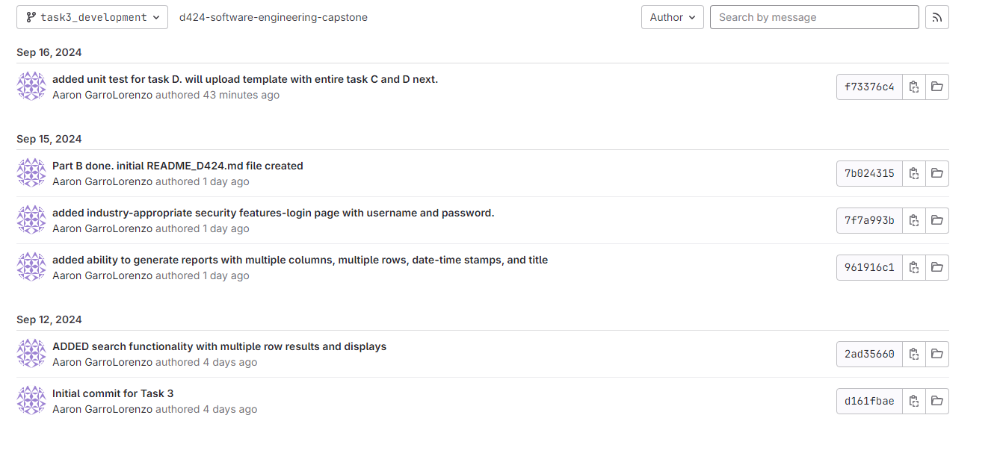 task3_development d424-software-engineering-capstone Author Search by message
Sep 16, 2024
added unit test for task D. will upload template with entire task C and D next.
Aaron GarroLorenzo authored 43 minutes ago
f73376c4
Sep 15, 2024
Part B done. initial README_D424.md file created
Aaron GarroLorenzo authored 1 day ago
7b024315
added industry-appropriate security features-login page with username and password.
Aaron GarroLorenzo authored 1 day ago
7f7a993b
added ability to generate reports with multiple columns, multiple rows, date-time stamps, and title
Aaron GarroLorenzo authored 1 day ago
961916c1
Sep 12, 2024
ADDED search functionality with multiple row results and displays
Aaron GarroLorenzo authored 4 days ago
2ad35660
Initial commit for Task 3
Aaron GarroLorenzo authored 4 days ago
d161fbae